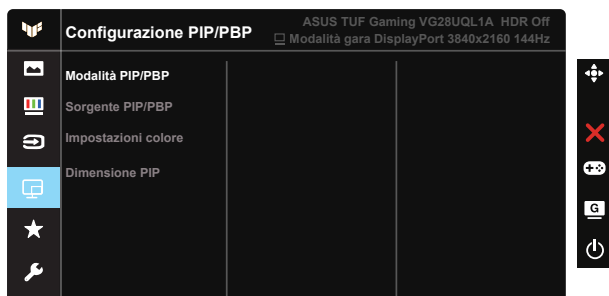 Configurazione PIP/PBP
ASUS TUF Gaming VG28UQL1A HDR Off
Modalità gara DisplayPort 3840x2160 144Hz
Modalità PIP/PBP
Sorgente PIP/PBP
Impostazioni colore
Dimensione PIP
G